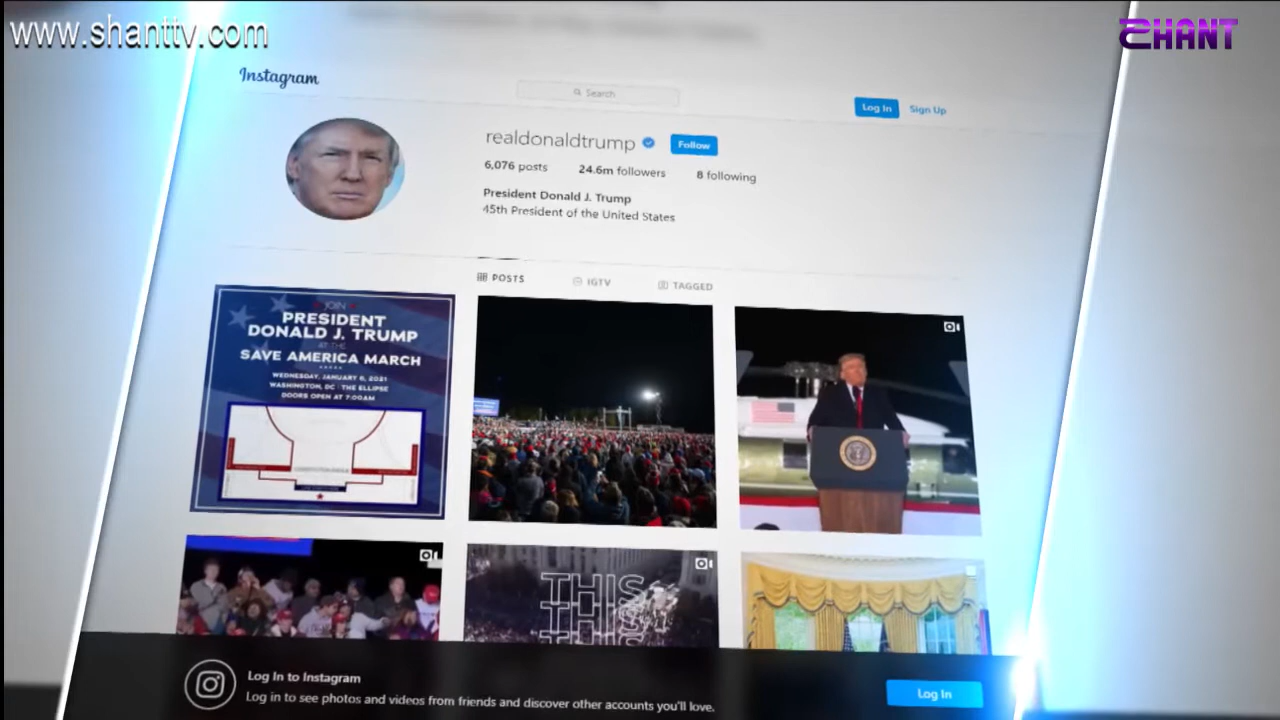 www.shanttv.com
SHANT
Instagram
Search
Log In
Sign Up
realdonaldtrump
Follow
6,076 posts
24.6m followers
8 following
President Donald J. Trump
45th President of the United States
POSTS
IGTV
TAGGED
JOIN
PRESIDENT
DONALD J. TRUMP
AT THE
SAVE AMERICA MARCH
WEDNESDAY, JANUARY 6, 2021
WASHINGTON, DC · THE ELLIPSE
DOORS OPEN AT 7:00AM
THIS
THIS
THIS
Log In to Instagram
Log in to see photos and videos from friends and discover other accounts you'll love.
Log In